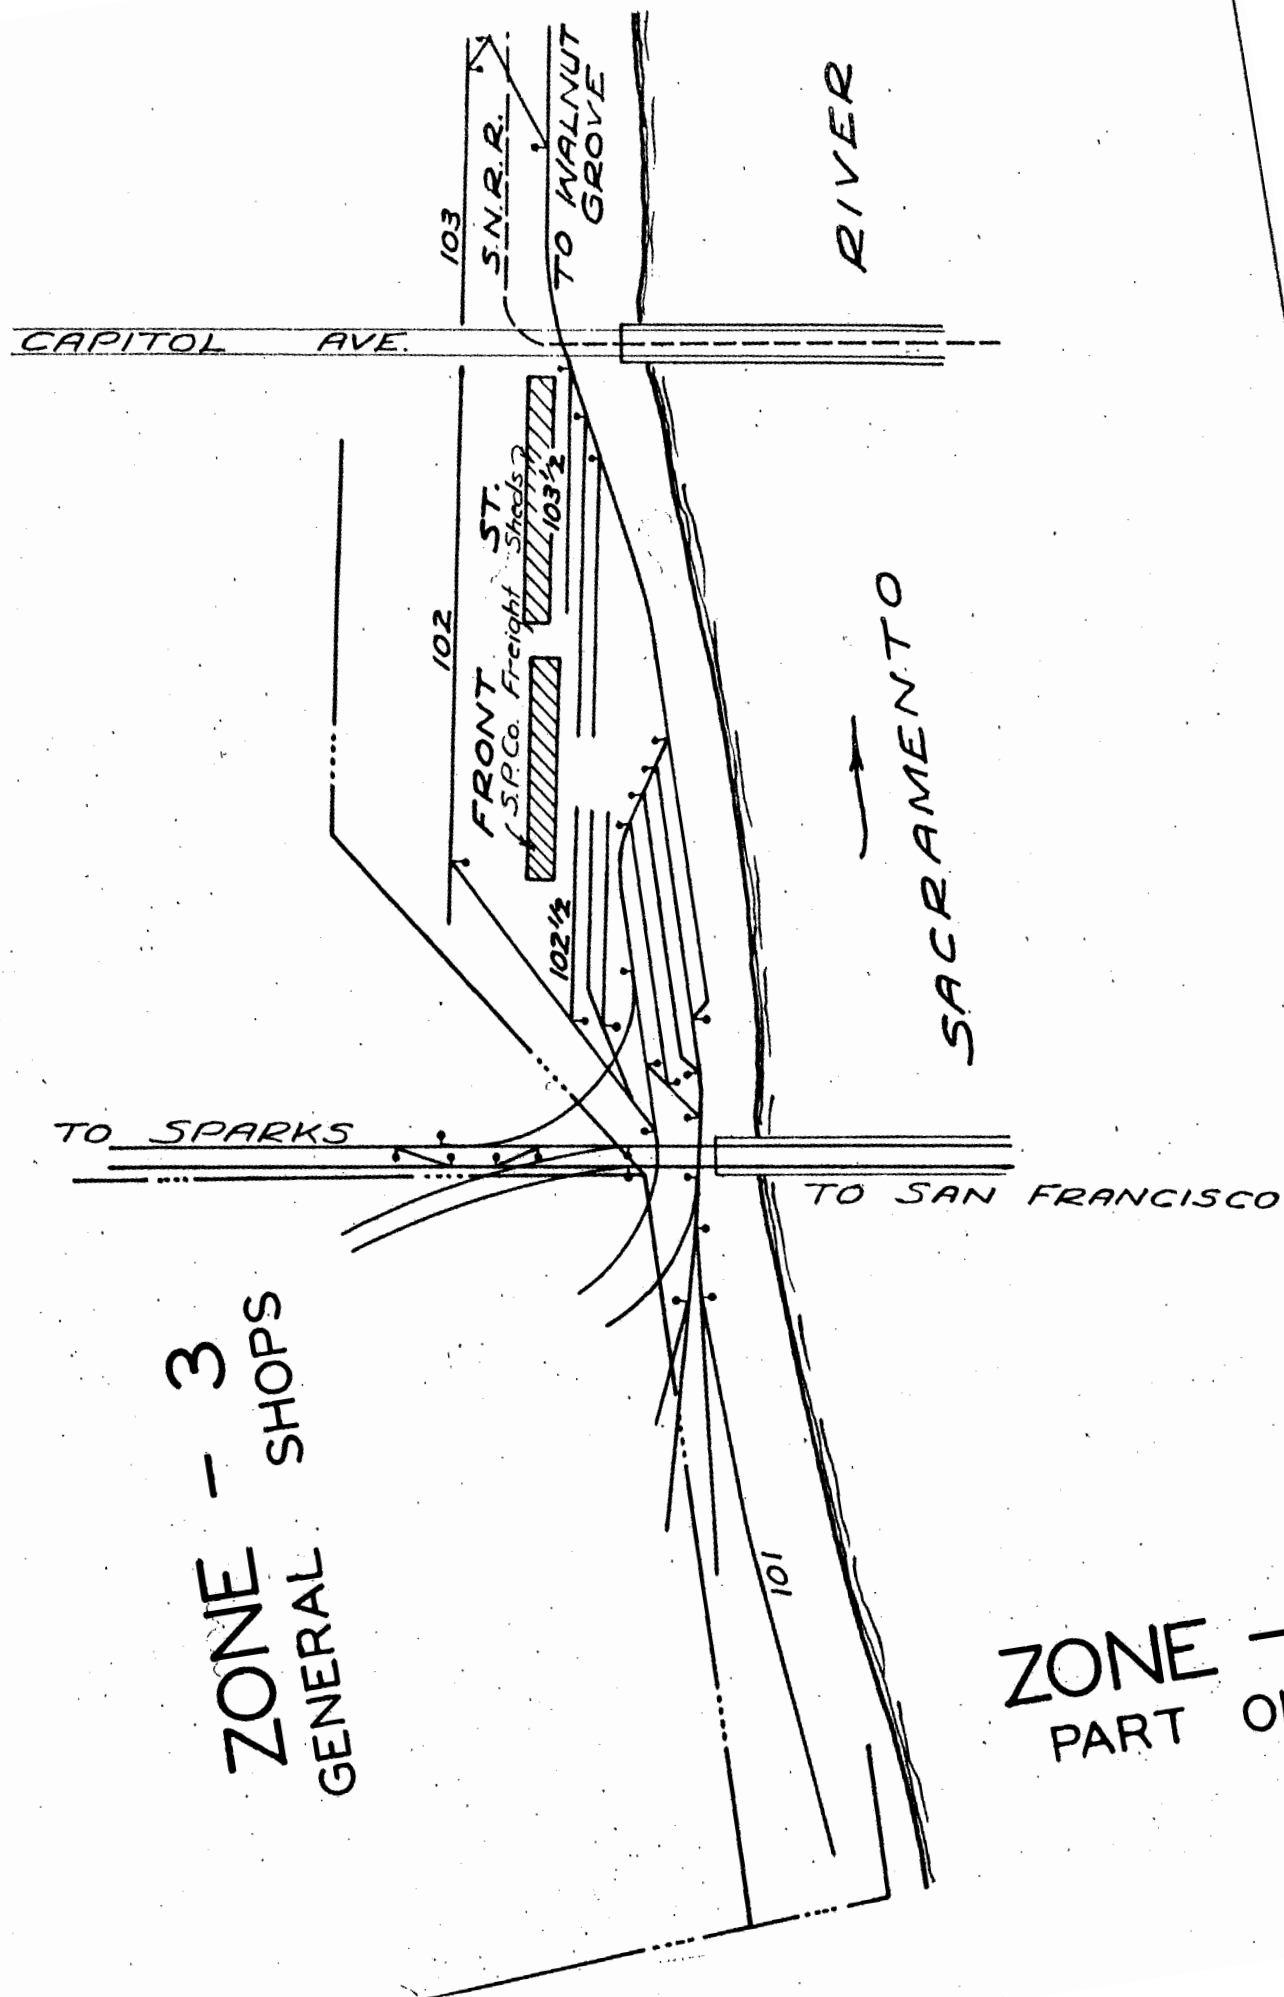 103
S.N.R.R.
TO WALNUT
GROVE
RIVER
CAPITOL AVE.
102
FRONT ST.
S.P.Co. Freight Sheds
103½
102½
SACRAMENTO
TO SPARKS
TO SAN FRANCISCO
ZONE - 3
GENERAL SHOPS
101
ZONE -
PART